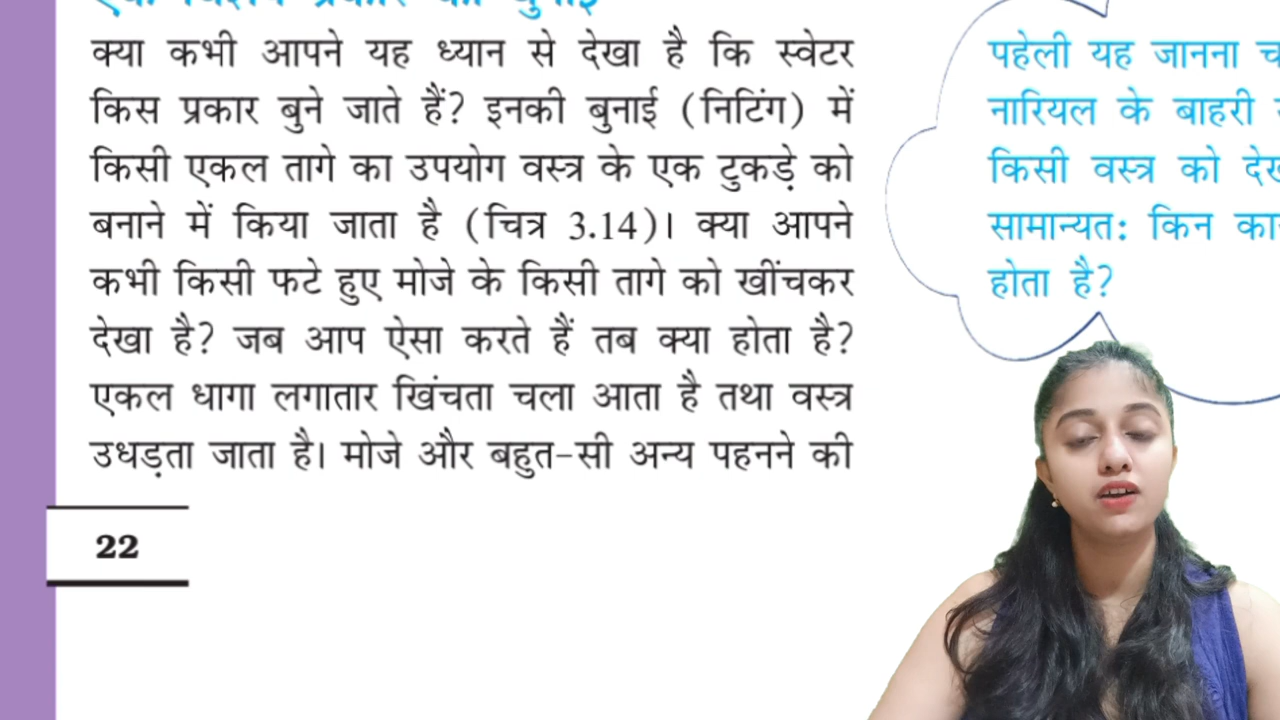 क्या कभी आपने यह ध्यान से देखा है कि स्वेटर
किस प्रकार बुने जाते हैं? इनकी बुनाई (निटिंग) में
किसी एकल तागे का उपयोग वस्त्र के एक टुकड़े को
बनाने में किया जाता है (चित्र 3.14)। क्या आपने
कभी किसी फटे हुए मोजे के किसी तागे को खींचकर
देखा है? जब आप ऐसा करते हैं तब क्या होता है?
एकल धागा लगातार खिंचता चला आता है तथा वस्त्र
उधड़ता जाता है। मोजे और बहुत-सी अन्य पहनने की
22
पहेली यह जानना
नारियल के बाहरी
किसी वस्त्र को
सामान्यत: किन
होता है?